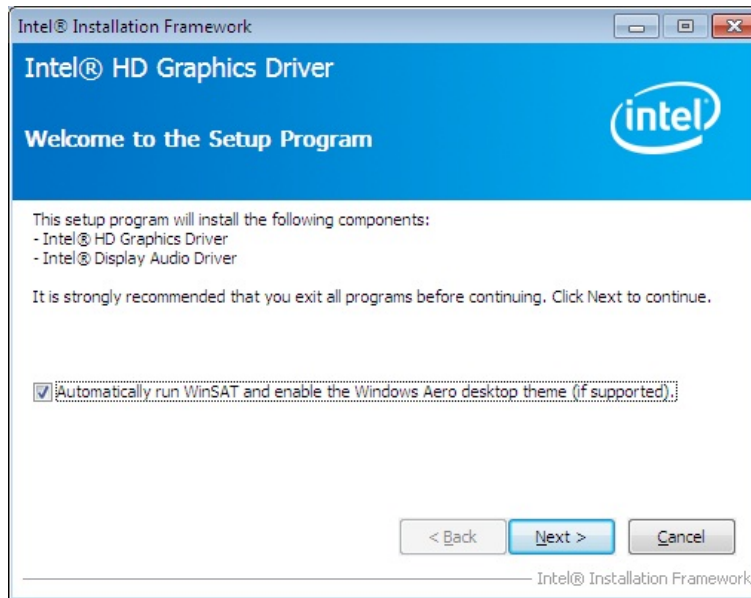 Intel® Installation Framework
Intel® HD Graphics Driver
intel
Welcome to the Setup Program
This setup program will install the following components:
- Intel® HD Graphics Driver
- Intel® Display Audio Driver
It is strongly recommended that you exit all programs before continuing. Click Next to continue.
Automatically run WinSAT and enable the Windows Aero desktop theme (if supported).
< Back
Next >
Cancel
Intel® Installation Framework